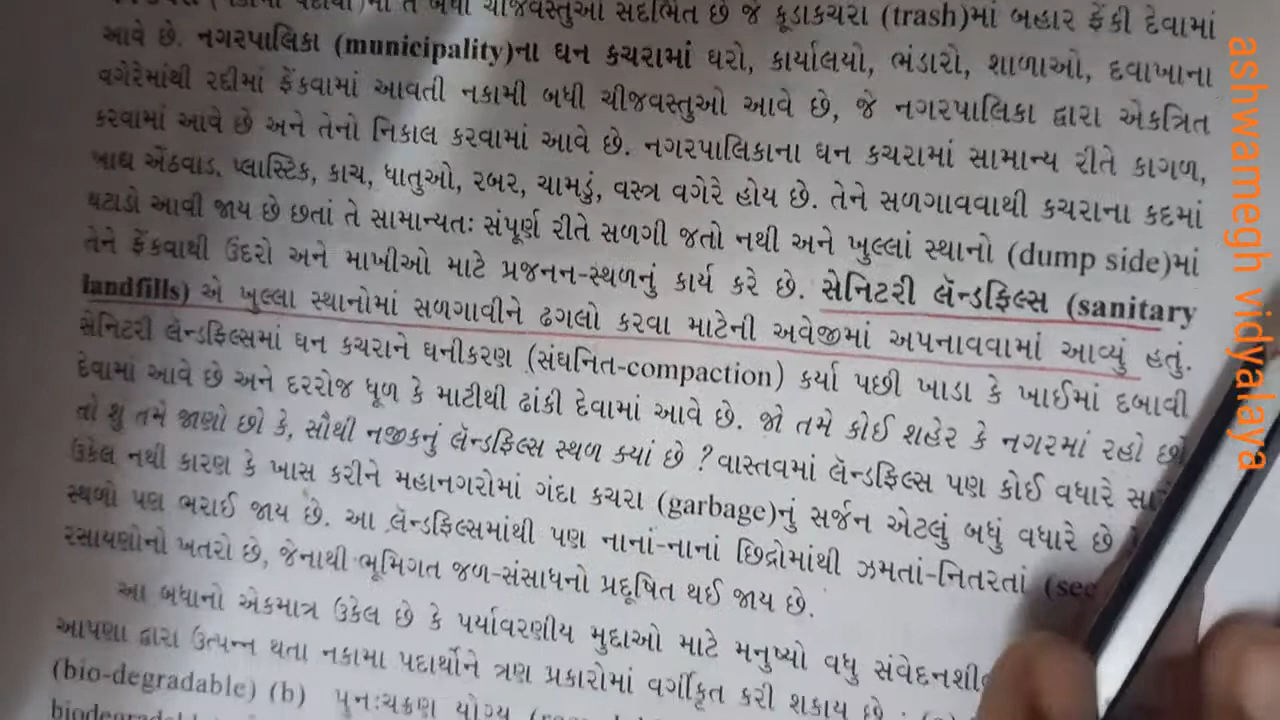 તે બધી ચીજવસ્તુઓ સંદર્ભિત છે જે કૂડાકચરા (trash)માં બહાર ફેંકી દેવામાં
આવે છે. નગરપાલિકા (municipality)ના ઘન કચરામાં ઘરો, કાર્યાલયો, ભંડારો, શાળાઓ, દવાખાના
વગેરેમાંથી રદ્દીમાં ફેંકવામાં આવતી નકામી બધી ચીજવસ્તુઓ આવે છે, જે નગરપાલિકા દ્વારા એકત્રિત
કરવામાં આવે છે અને તેનો નિકાલ કરવામાં આવે છે. નગરપાલિકાના ઘન કચરામાં સામાન્ય રીતે કાગળ,
ખાદ્ય એંઠવાડ, પ્લાસ્ટિક, કાચ, ધાતુઓ, રબર, ચામડું, વસ્ત્ર વગેરે હોય છે. તેને સળગાવવાથી કચરાના કદમાં
ઘટાડો આવી જાય છે છતાં તે સામાન્યતઃ સંપૂર્ણ રીતે સળગી જતો નથી અને ખુલ્લાં સ્થાનો (dump side)માં
તેને ફેંકવાથી ઉંદરો અને માખીઓ માટે પ્રજનન-સ્થળનું કાર્ય કરે છે. સેનિટરી લૅન્ડફિલ્સ (sanitary
landfills) એ ખુલ્લા સ્થાનોમાં સળગાવીને ઢગલો કરવા માટેની અવેજીમાં અપનાવવામાં આવ્યું હતું.
સેનિટરી લૅન્ડફિલ્સમાં ઘન કચરાને ઘનીકરણ (સંઘનિત-compaction) કર્યા પછી ખાડા કે ખાઈમાં દબાવી
દેવામાં આવે છે અને દરરોજ ધૂળ કે માટીથી ઢાંકી દેવામાં આવે છે. જો તમે કોઈ શહેર કે નગરમાં રહો છો
તો શું તમે જાણો છો કે, સૌથી નજીકનું લૅન્ડફિલ્સ સ્થળ ક્યાં છે ? વાસ્તવમાં લૅન્ડફિલ્સ પણ કોઈ વધારે
ઉકેલ નથી કારણ કે ખાસ કરીને મહાનગરોમાં ગંદા કચરા (garbage)નું સર્જન એટલું બધું વધારે છે
સ્થળો પણ ભરાઈ જાય છે. આ લૅન્ડફિલ્સમાંથી પણ નાનાં-નાનાં છિદ્રોમાંથી ઝમતાં-નિતરતાં
રસાયણોનો ખતરો છે, જેનાથી ભૂમિગત જળ-સંસાધનો પ્રદૂષિત થઈ જાય છે.
આ બધાનો એકમાત્ર ઉકેલ છે કે પર્યાવરણીય મુદ્દાઓ માટે મનુષ્યો વધુ
આપણા દ્વારા ઉત્પન્ન થતા નકામા પદાર્થોને ત્રણ પ્રકારોમાં વર્ગીકૃત કરી શકાય છે :
(bio-degradable) (b) પુનઃચક્રણ યોગ્ય
ashwamegh vidyalaya